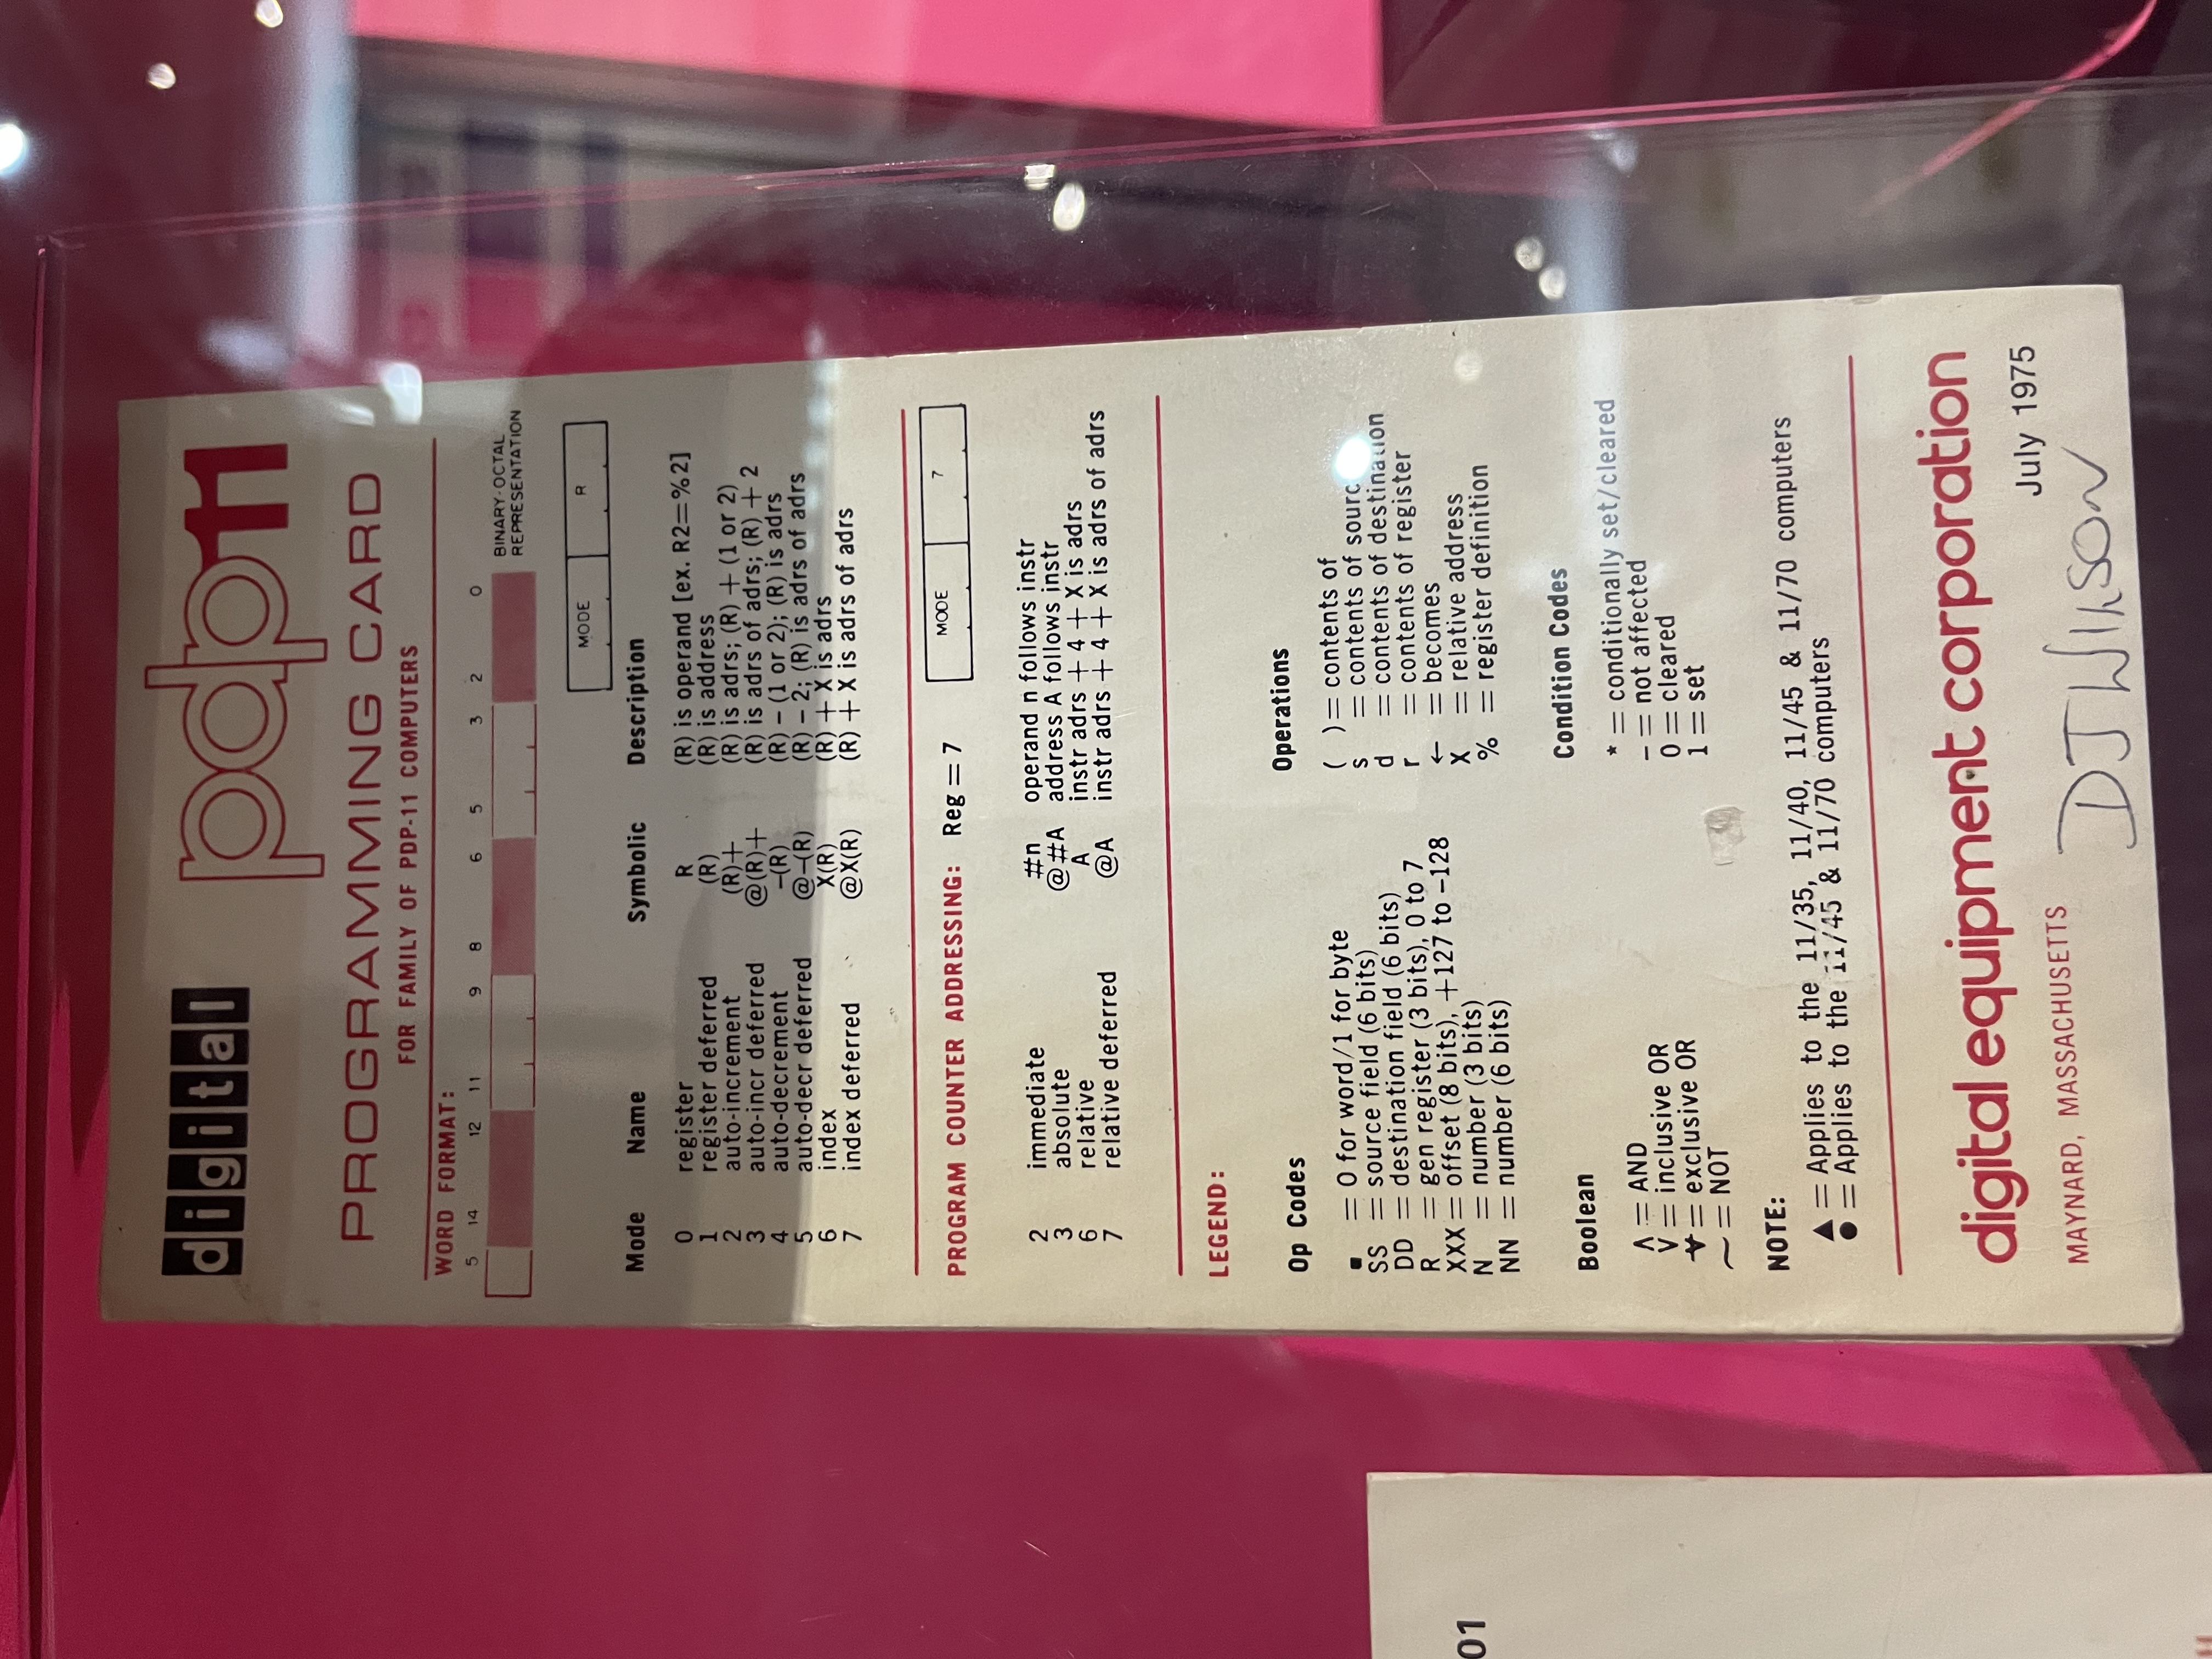 digital pdp11
PROGRAMMING CARD
FOR FAMILY OF PDP-11 COMPUTERS
WORD FORMAT:
5 14 12 11 9 8 6 5 3 2 0
BINARY-OCTAL
REPRESENTATION
MODE R
Mode Name Symbolic Description
0 register R (R) is operand [ex. R2=%2]
1 register deferred (R) (R) is address
2 auto-increment (R)+ (R) is adrs; (R) + (1 or 2)
3 auto-incr deferred @(R)+ (R) is adrs of adrs; (R) + 2
4 auto-decrement –(R) (R) – (1 or 2); (R) is adrs
5 auto-decr deferred @–(R) (R) – 2; (R) is adrs of adrs
6 index X(R) (R) + X is adrs
7 index deferred @X(R) (R) + X is adrs of adrs
PROGRAM COUNTER ADDRESSING: Reg = 7 MODE 7
2 immediate #n operand n follows instr
3 absolute @#A address A follows instr
6 relative A instr adrs + 4 + X is adrs
7 relative deferred @A instr adrs + 4 + X is adrs of adrs
LEGEND:
Op Codes
■ = 0 for word/1 for byte
SS = source field (6 bits)
DD = destination field (6 bits)
R = gen register (3 bits), 0 to 7
XXX = offset (8 bits), +127 to –128
N = number (3 bits)
NN = number (6 bits)
Operations
( ) = contents of
s = contents of sourc
d = contents of destination
r = contents of register
← = becomes
X = relative address
% = register definition
Boolean
∧ = AND
∨ = inclusive OR
⊻ = exclusive OR
~ = NOT
Condition Codes
* = conditionally set/cleared
– = not affected
0 = cleared
1 = set
NOTE:
▲ = Applies to the 11/35, 11/40, 11/45 & 11/70 computers
● = Applies to the 11/45 & 11/70 computers
digital equipment corporation
MAYNARD, MASSACHUSETTS
July 1975
DJ WILSON
01